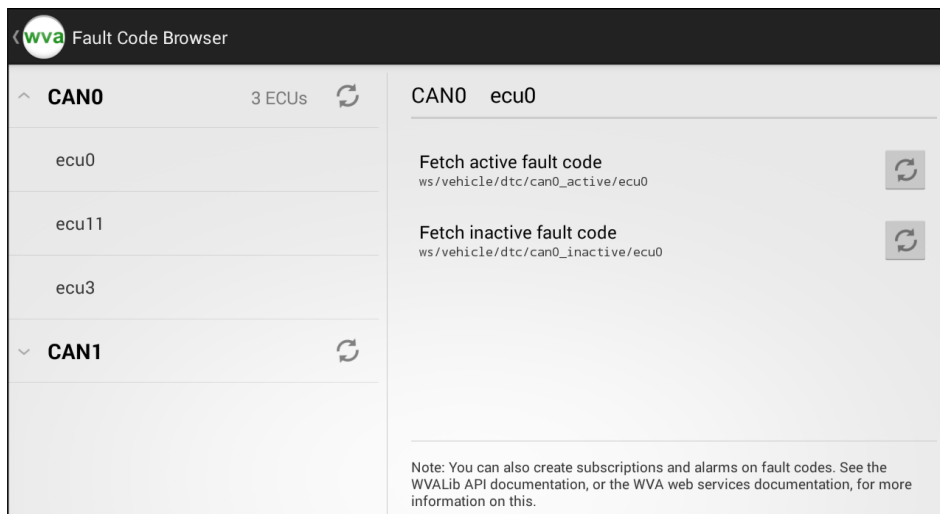 wva Fault Code Browser
CAN0 3 ECUs
ecu0
ecu11
ecu3
CAN1
CAN0 ecu0
Fetch active fault code
ws/vehicle/dtc/can0_active/ecu0
Fetch inactive fault code
ws/vehicle/dtc/can0_inactive/ecu0
Note: You can also create subscriptions and alarms on fault codes. See the
WVALib API documentation, or the WVA web services documentation, for more
information on this.